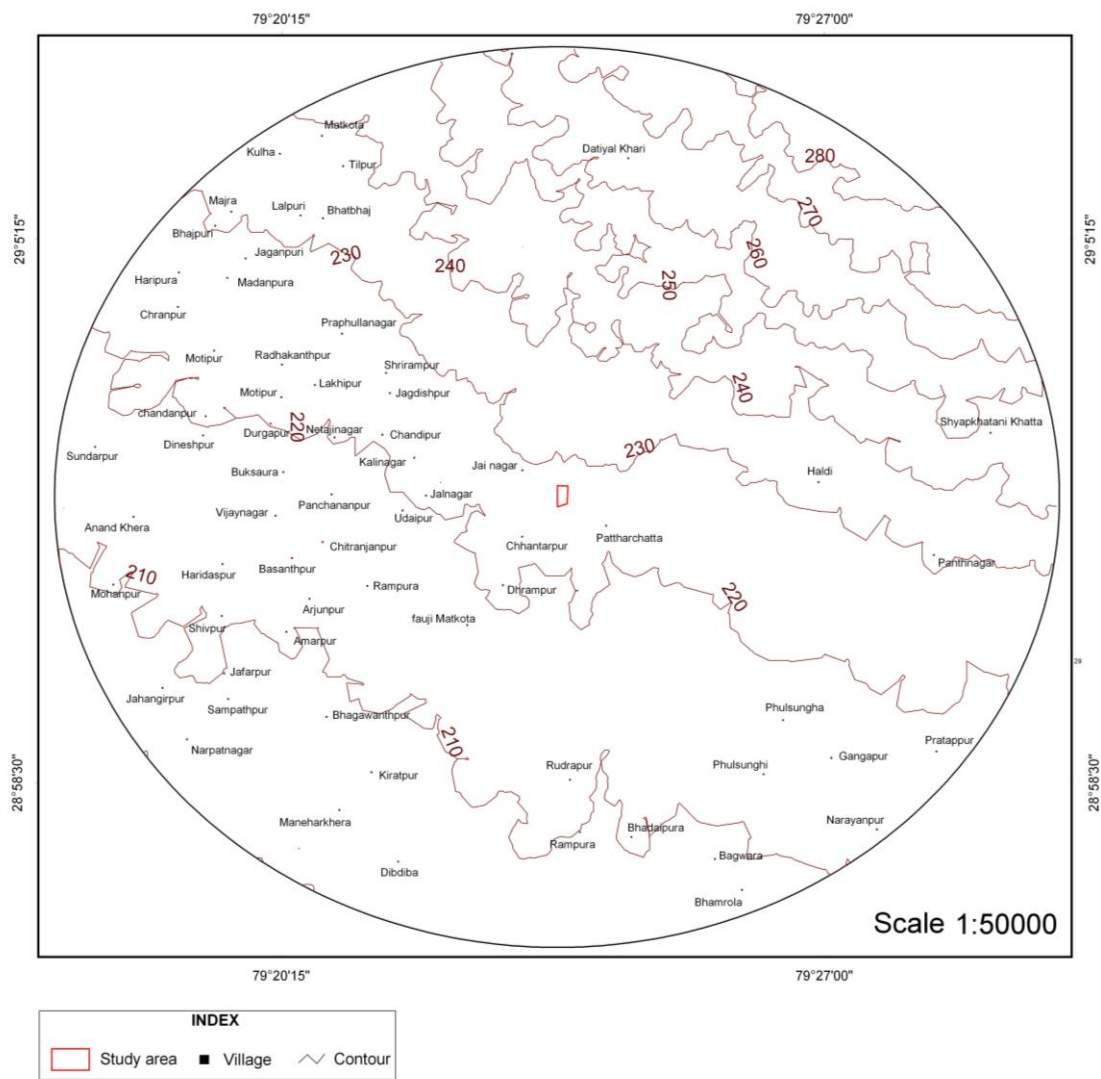 79°20'15" 79°27'00"
Matkota
Kulha
Datiyal Khari
280
Tilpur
Majra
Lalpuri
Bhatbhaj
270
29°5'15"
29°5'15"
Bhajpuri
Jaganpuri
230
240
260
Haripura
Madanpura
250
Chranpur
Praphullanagar
Motipur
Radhakanthpur
Shrirampur
Lakhipur
Motipur
Jagdishpur
240
chandanpur
Shyapkhatani Khatta
220
Durgapur
Netajinagar
Chandipur
Dineshpur
230
Sundarpur
Kalinagar
Buksaura
Jai nagar
Haldi
Panchananpur
Jalnagar
Vijaynagar
Udaipur
Anand Khera
Pattharchatta
Chhantarpur
Chitranjanpur
Panthnagar
210
Haridaspur
Basanthpur
Mohanpur
Rampura
Dhrampur
220
Arjunpur
fauji Matkota
Shivpur
Amarpur
29
Jafarpur
Jahangirpur
Sampathpur
Phulsungha
Bhagawanthpur
210
Narpatnagar
Pratappur
Gangapur
Rudrapur
Phulsunghi
28°58'30"
28°58'30"
Kiratpur
Maneharkhera
Narayanpur
Bhadaipura
Rampura
Bagwara
Dibdiba
Bhamrola
Scale 1:50000
79°20'15" 79°27'00"
INDEX
Study area Village Contour